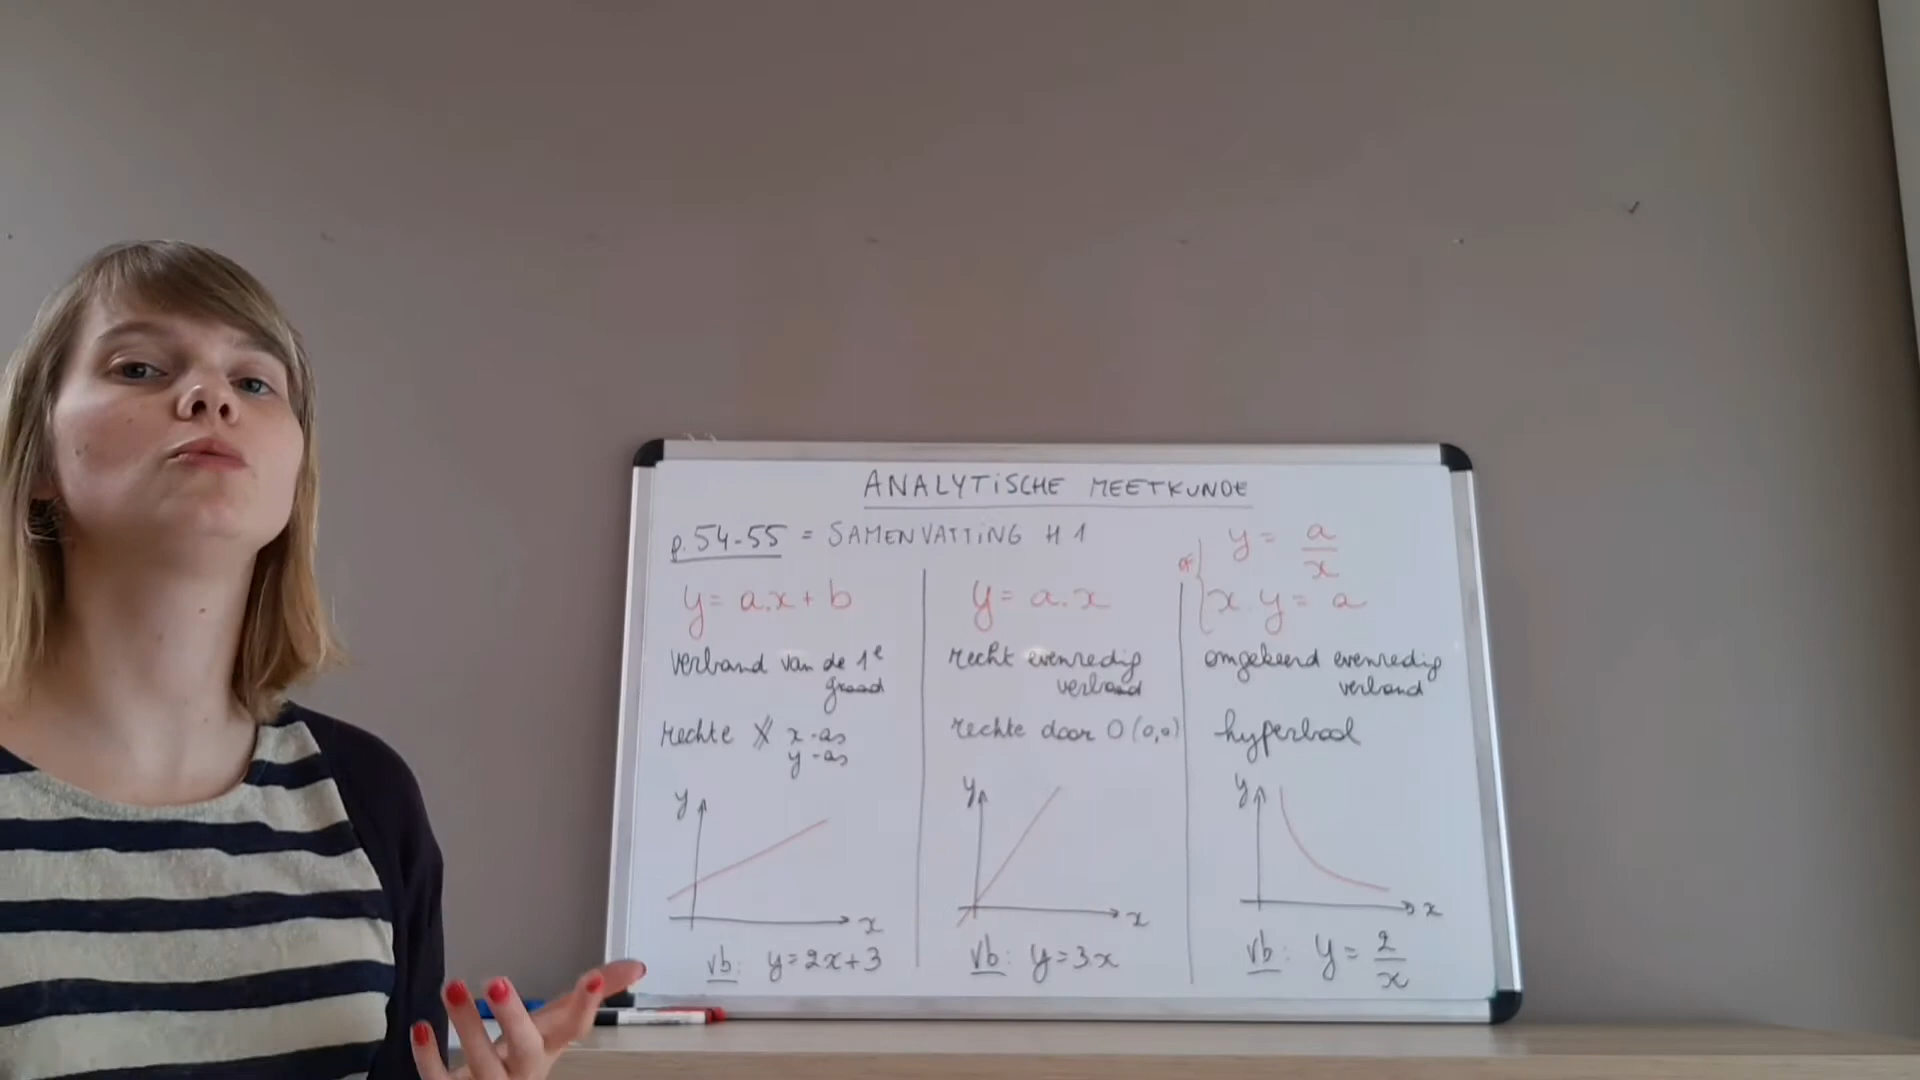 ANALYTISCHE MEETKUNDE
p. 54-55 = SAMENVATTING H 1
y = a.x + b
verband van de 1e
graad
rechte ∦ x-as
y-as
y
x
vb: y=2x+3
y = a.x
recht evenredig
verband
rechte door O (0,0)
y
x
vb: y=3x
of { y = a/x
x.y = a
omgekeerd evenredig
verband
hyperbool
y
x
vb: y = 2/x